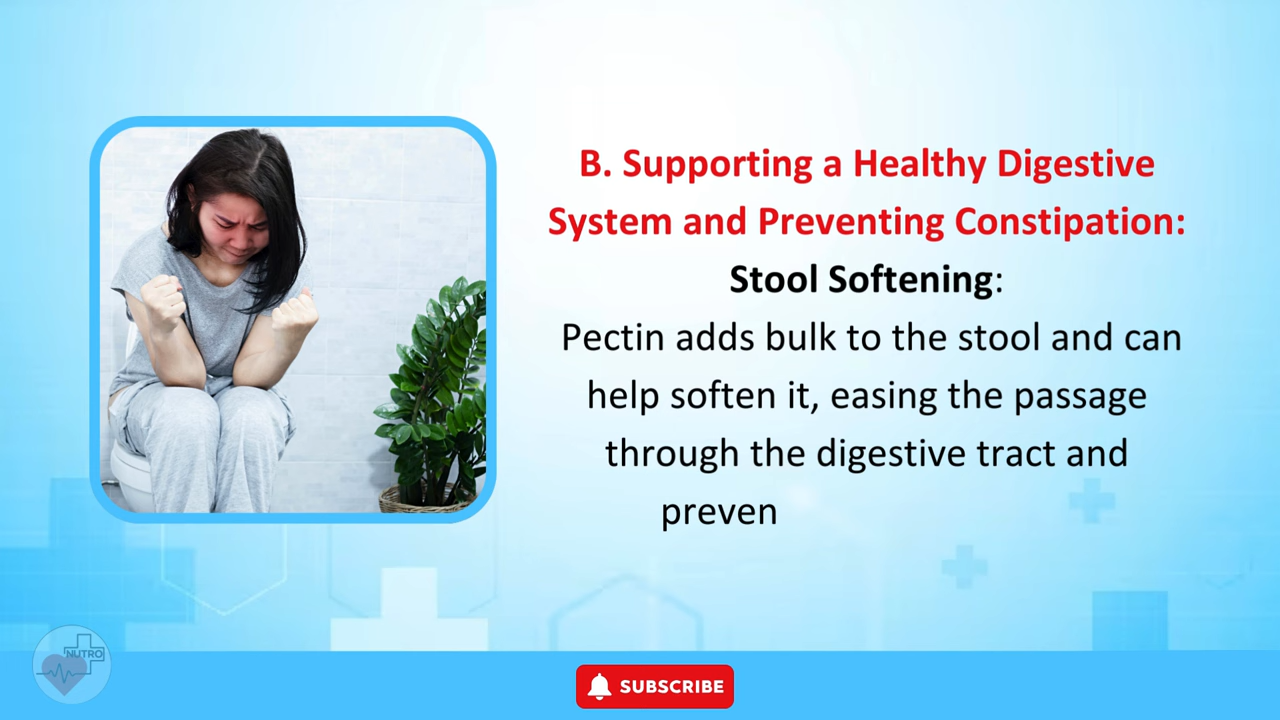 B. Supporting a Healthy Digestive
System and Preventing Constipation:
Stool Softening:
Pectin adds bulk to the stool and can
help soften it, easing the passage
through the digestive tract and
preven
NUTRO
SUBSCRIBE